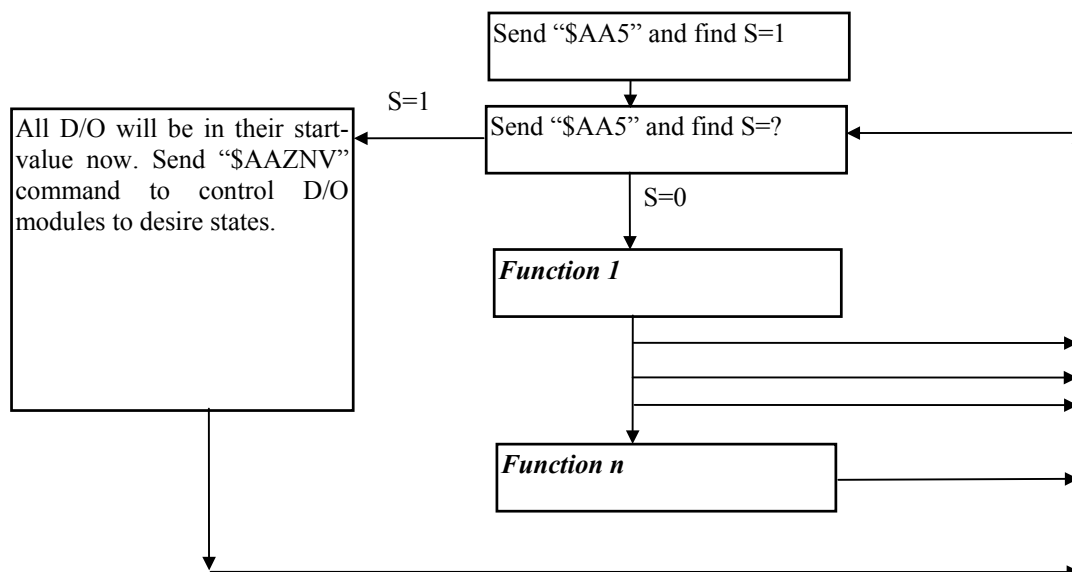 Send “$AA5” and find S=1
S=1
Send “$AA5” and find S=?
All D/O will be in their start-
value now. Send “$AAZNV”
command to control D/O
modules to desire states.
S=0
Function 1
Function n